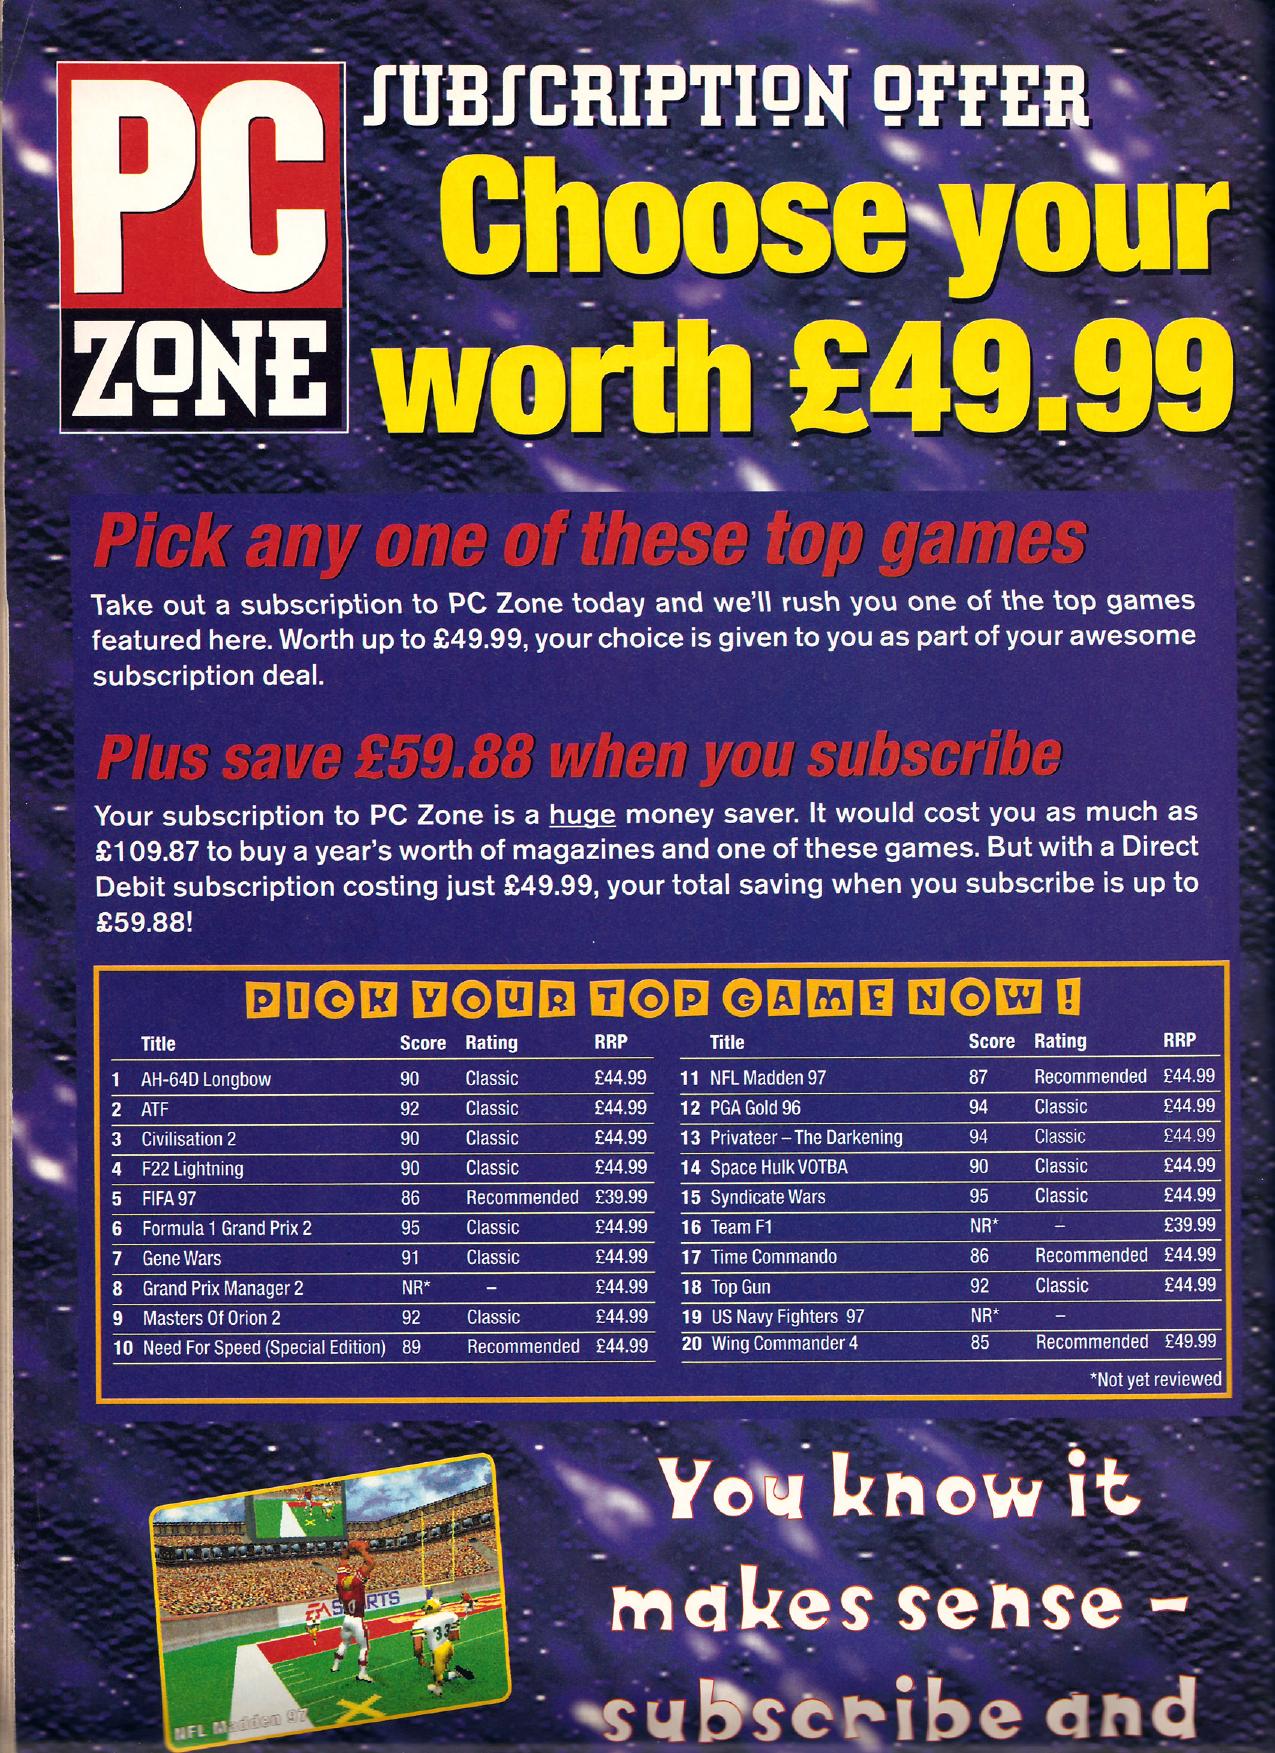 PC
ZONE
SUBSCRIPTION OFFER
Choose your
worth £49.99
Pick any one of these top games
Take out a subscription to PC Zone today and we'll rush you one of the top games
featured here. Worth up to £49.99, your choice is given to you as part of your awesome
subscription deal.
Plus save £59.88 when you subscribe
Your subscription to PC Zone is a huge money saver. It would cost you as much as
£109.87 to buy a year's worth of magazines and one of these games. But with a Direct
Debit subscription costing just £49.99, your total saving when you subscribe is up to
£59.88!
PICK YOUR TOP GAME NOW!
Title Score Rating RRP
1 AH-64D Longbow 90 Classic £44.99
2 ATF 92 Classic £44.99
3 Civilisation 2 90 Classic £44.99
4 F22 Lightning 90 Classic £44.99
5 FIFA 97 86 Recommended £39.99
6 Formula 1 Grand Prix 2 95 Classic £44.99
7 Gene Wars 91 Classic £44.99
8 Grand Prix Manager 2 NR* – £44.99
9 Masters Of Orion 2 92 Classic £44.99
10 Need For Speed (Special Edition) 89 Recommended £44.99
Title Score Rating RRP
11 NFL Madden 97 87 Recommended £44.99
12 PGA Gold 96 94 Classic £44.99
13 Privateer – The Darkening 94 Classic £44.99
14 Space Hulk VOTBA 90 Classic £44.99
15 Syndicate Wars 95 Classic £44.99
16 Team F1 NR* – £39.99
17 Time Commando 86 Recommended £44.99
18 Top Gun 92 Classic £44.99
19 US Navy Fighters 97 NR* –
20 Wing Commander 4 85 Recommended £49.99
*Not yet reviewed
EA SPORTS
33
NFL Madden 97
You know it
makes sense –
subscribe and